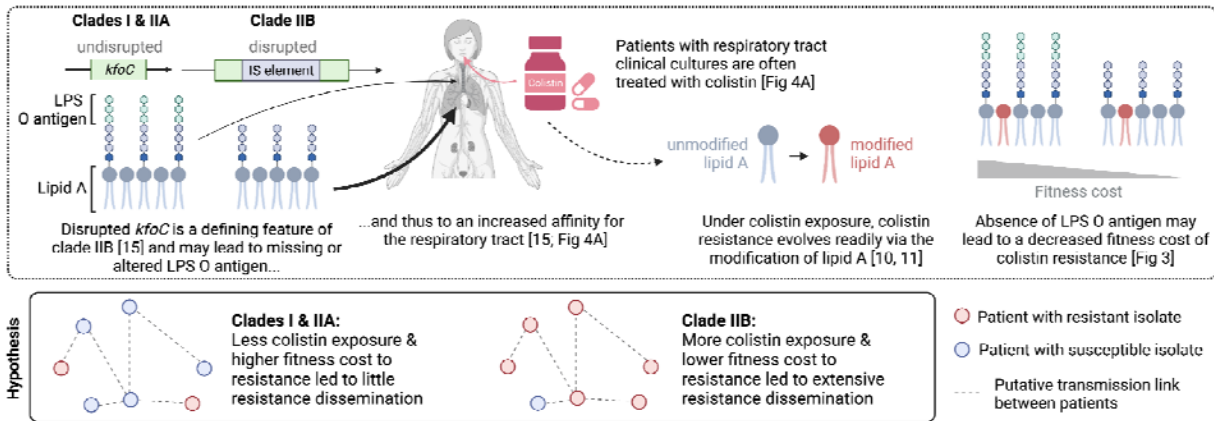 Clades I & IIA
undisrupted
kfoC
Clade IIB
disrupted
IS element
LPS
O antigen
Lipid A
Disrupted kfoC is a defining feature of
clade IIB [15] and may lead to missing or
altered LPS O antigen...
...and thus to an increased affinity for
the respiratory tract [15, Fig 4A]
Colistin
Patients with respiratory tract
clinical cultures are often
treated with colistin [Fig 4A]
unmodified
lipid A
modified
lipid A
Under colistin exposure, colistin
resistance evolves readily via the
modification of lipid A [10, 11]
Fitness cost
Absence of LPS O antigen may
lead to a decreased fitness cost of
colistin resistance [Fig 3]
Hypothesis
Clades I & IIA:
Less colistin exposure &
higher fitness cost to
resistance led to little
resistance dissemination
Clade IIB:
More colistin exposure &
lower fitness cost to
resistance led to extensive
resistance dissemination
Patient with resistant isolate
Patient with susceptible isolate
Putative transmission link
between patients